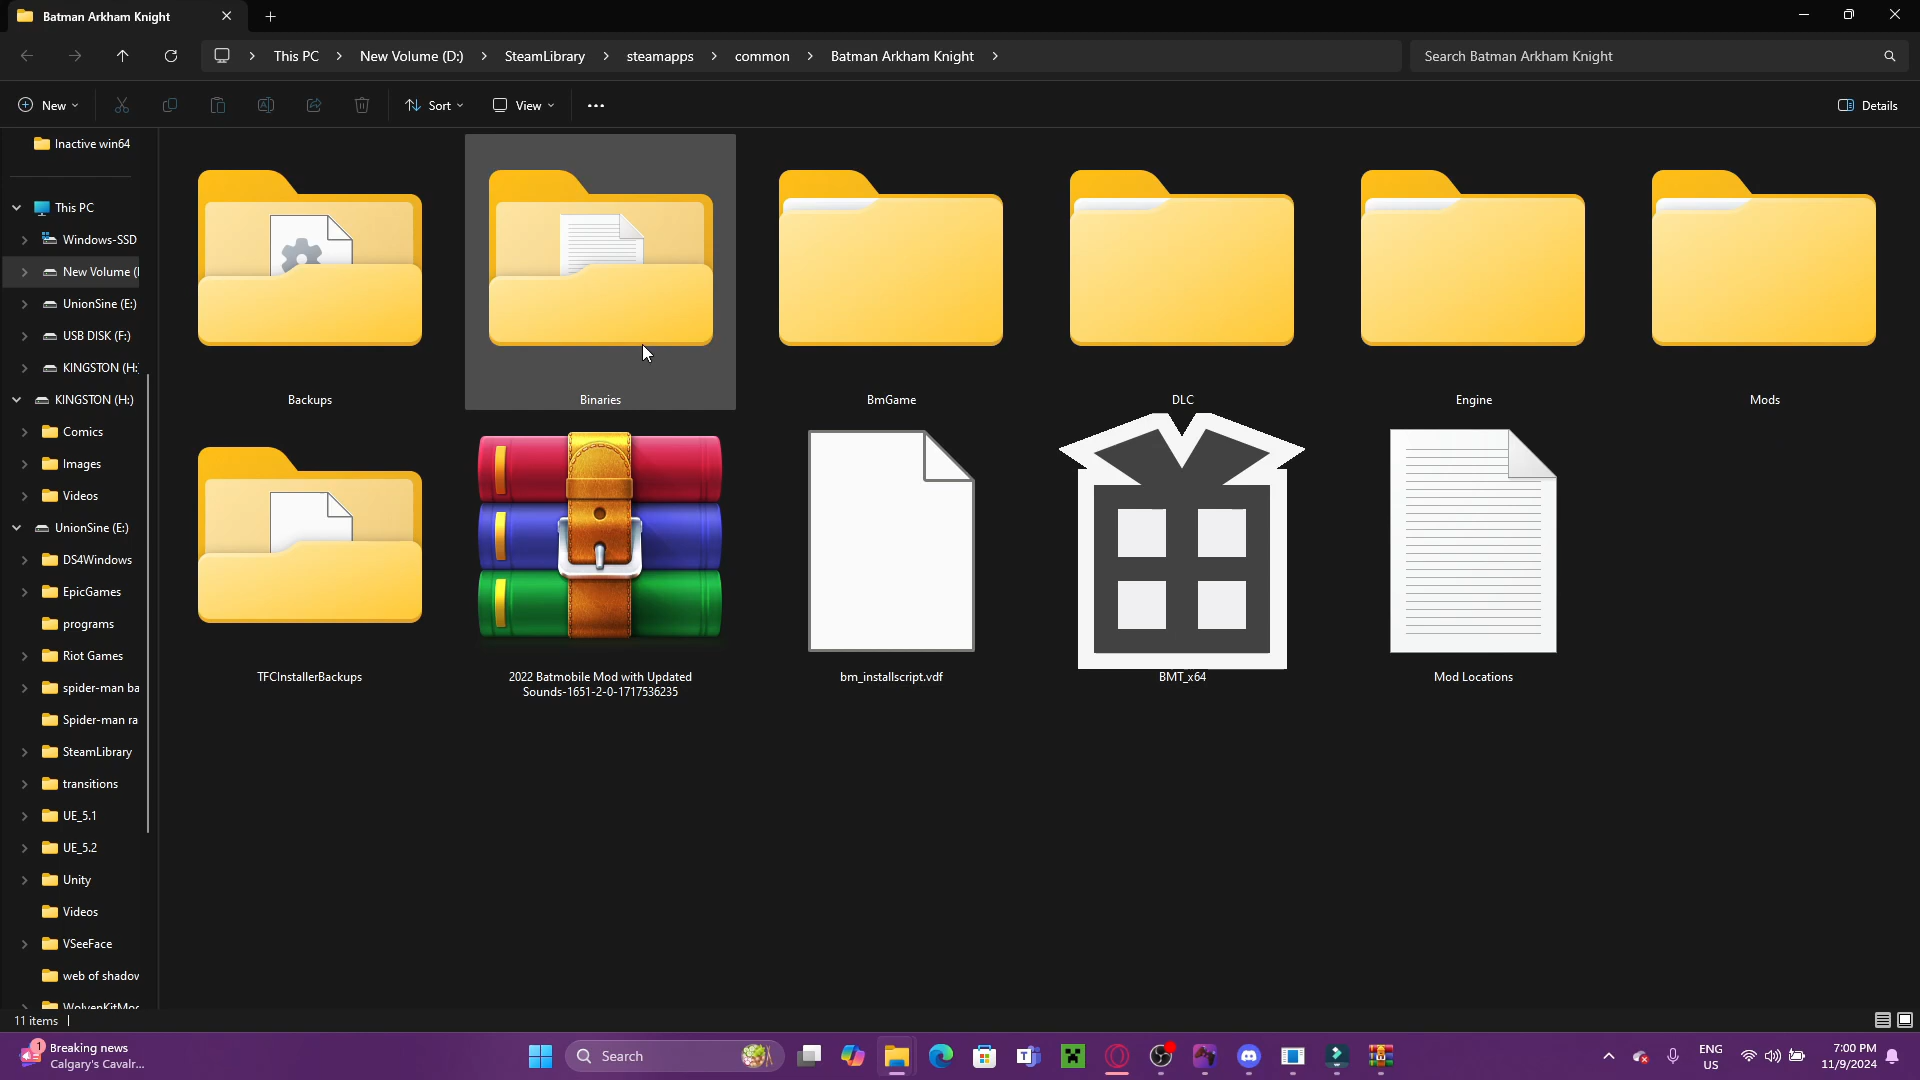 Batman Arkham Knight
This PC
New Volume (D:)
SteamLibrary
steamapps
common
Batman Arkham Knight
Search Batman Arkham Knight
New
Sort
View
Details
Inactive win64
This PC
Windows-SSD
New Volume (
UnionSine (E:)
USB DISK (F:)
KINGSTON (H:
KINGSTON (H:)
Comics
Images
Videos
UnionSine (E:)
DS4Windows
EpicGames
programs
Riot Games
spider-man ba
Spider-man ra
SteamLibrary
transitions
UE_5.1
UE_5.2
Unity
Videos
VSeeFace
web of shadov
WolvenKitMo
Backups
Binaries
BmGame
DLC
Engine
Mods
TFCInstallerBackups
2022 Batmobile Mod with Updated
Sounds-1651-2-0-1717536235
bm_installscript.vdf
BMT_x64
Mod Locations
11 items
1
Breaking news
Calgary's Cavalr...
Search
ENG
US
7:00 PM
11/9/2024